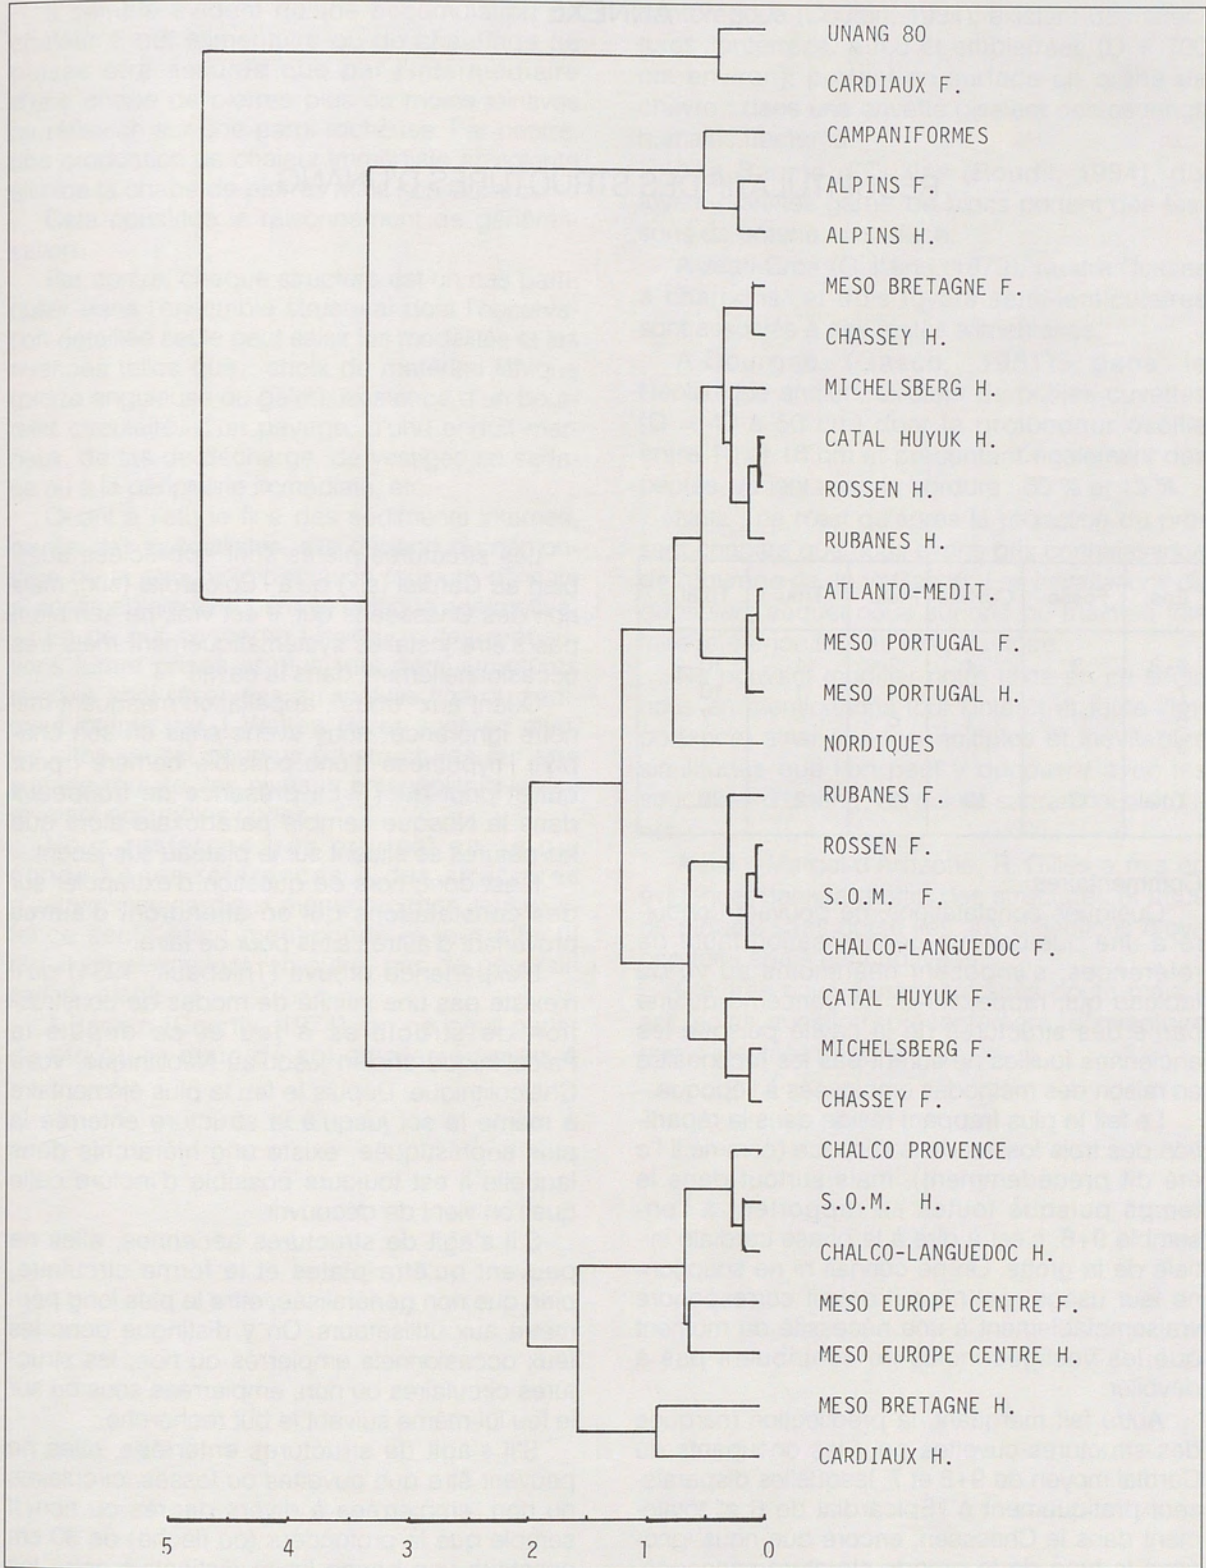 UNANG 80
CARDIAUX F.
CAMPANIFORMES
ALPINS F.
ALPINS H.
MESO BRETAGNE F.
CHASSEY H.
MICHELSBERG H.
CATAL HUYUK H.
ROSSEN H.
RUBANES H.
ATLANTO-MEDIT.
MESO PORTUGAL F.
MESO PORTUGAL H.
NORDIQUES
RUBANES F.
ROSSEN F.
S.O.M. F.
CHALCO-LANGUEDOC F.
CATAL HUYUK F.
MICHELSBERG F.
CHASSEY F.
CHALCO PROVENCE
S.O.M. H.
CHALCO-LANGUEDOC H.
MESO EUROPE CENTRE F.
MESO EUROPE CENTRE H.
MESO BRETAGNE H.
CARDIAUX H.
5 4 3 2 1 0